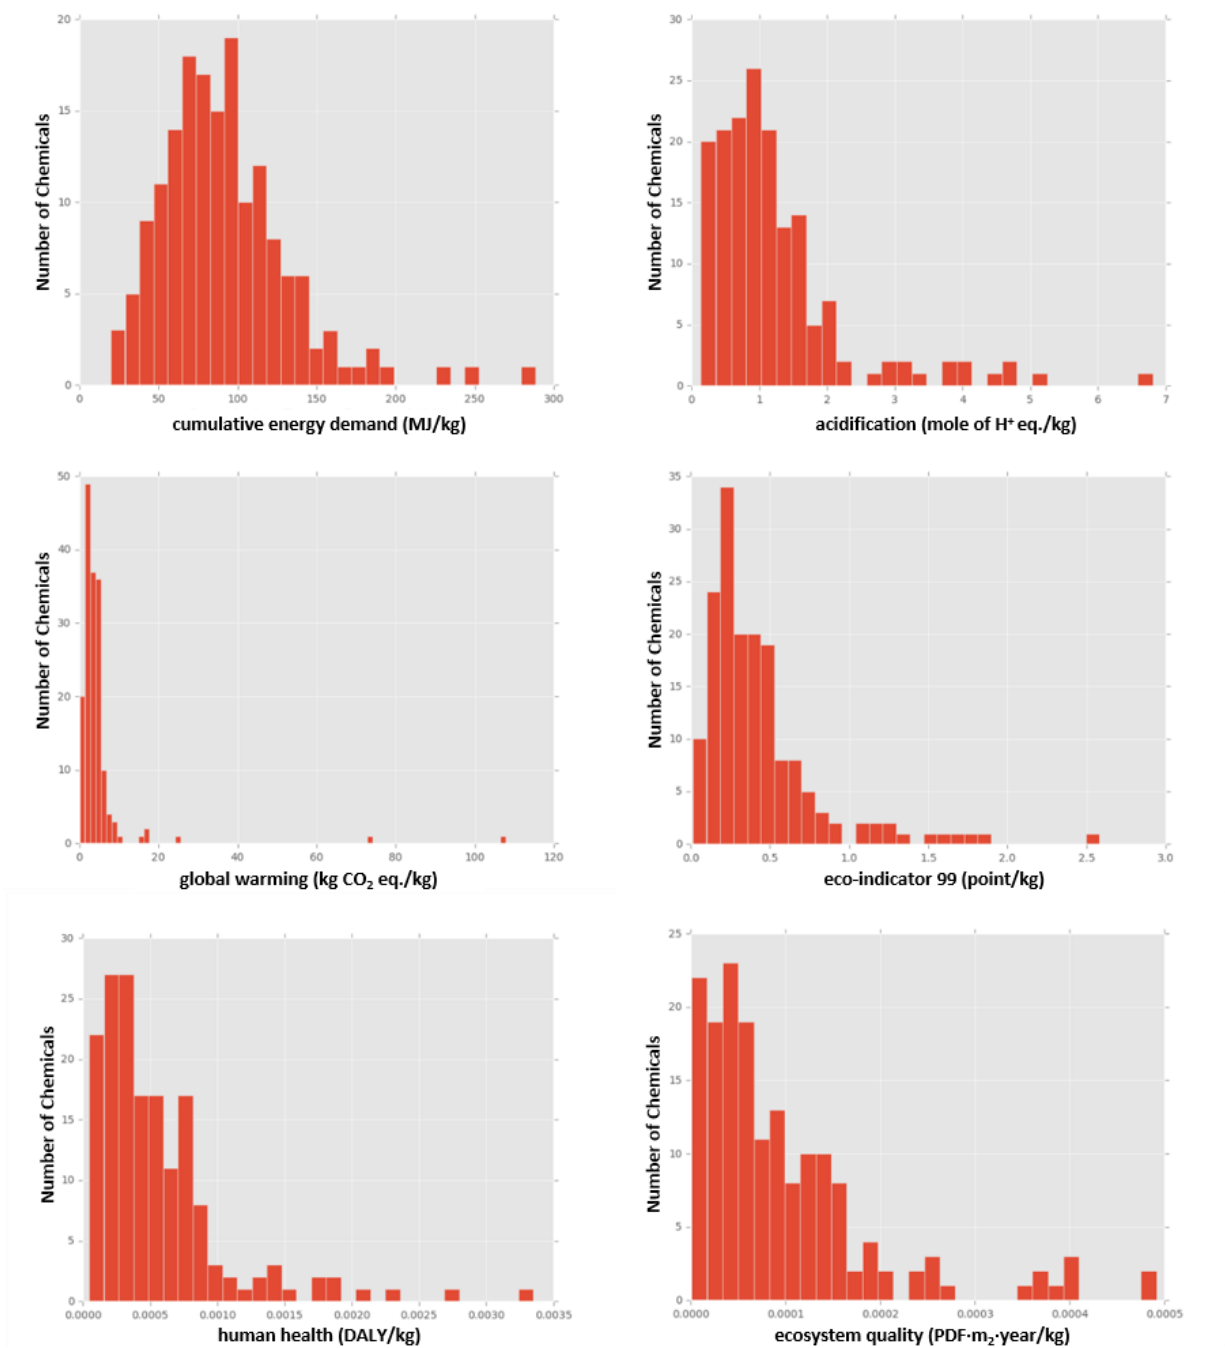 20
15
10
5
0
Number of Chemicals
0 50 100 150 200 250 300
cumulative energy demand (MJ/kg)
30
25
20
15
10
5
0
Number of Chemicals
0 1 2 3 4 5 6 7
acidification (mole of H⁺ eq./kg)
50
40
30
20
10
0
Number of Chemicals
0 20 40 60 80 100 120
global warming (kg CO₂ eq./kg)
35
30
25
20
15
10
5
0
Number of Chemicals
0.0 0.5 1.0 1.5 2.0 2.5 3.0
eco-indicator 99 (point/kg)
30
25
20
15
10
5
0
Number of Chemicals
0.0000 0.0005 0.0010 0.0015 0.0020 0.0025 0.0030 0.0035
human health (DALY/kg)
25
20
15
10
5
0
Number of Chemicals
0.0000 0.0001 0.0002 0.0003 0.0004 0.0005
ecosystem quality (PDF·m₂·year/kg)